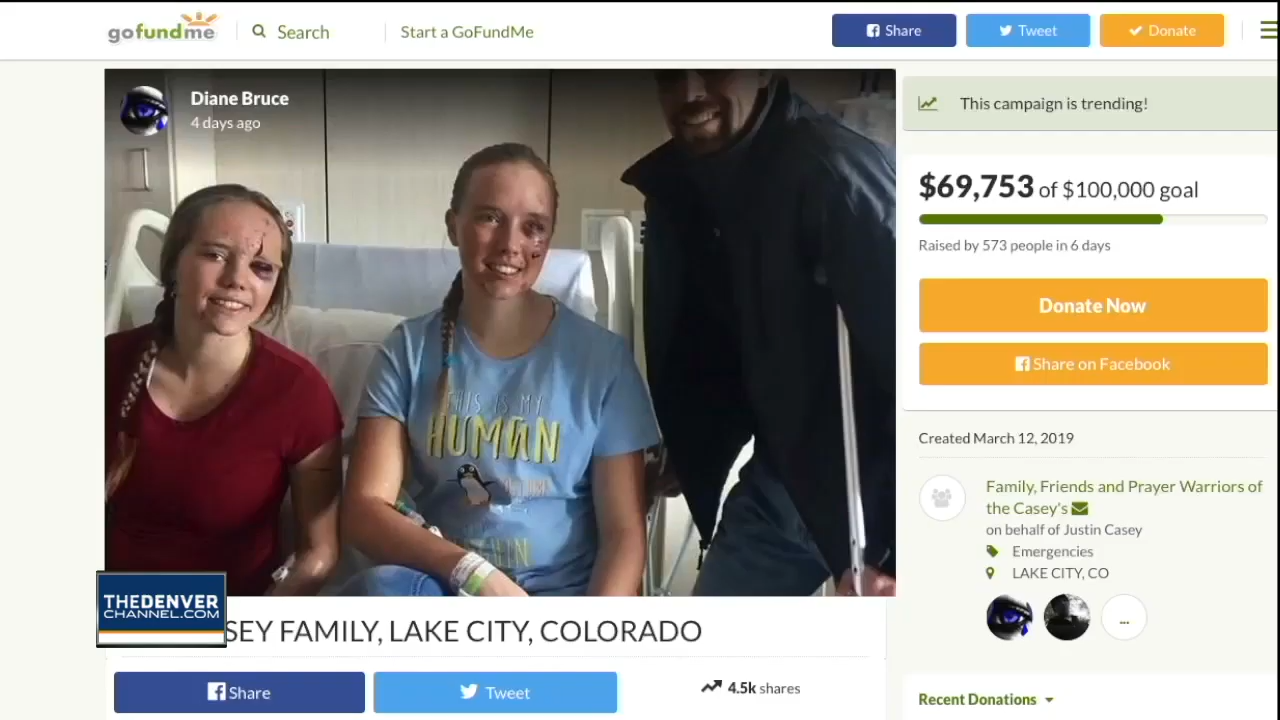 gofundme
Search
Start a GoFundMe
Share
Tweet
Donate
Diane Bruce
4 days ago
This campaign is trending!
$69,753 of $100,000 goal
Raised by 573 people in 6 days
Donate Now
Share on Facebook
Created March 12, 2019
Family, Friends and Prayer Warriors of
the Casey's
on behalf of Justin Casey
Emergencies
LAKE CITY, CO
...
THIS IS MY
HUMAN
THEDENVER
CHANNEL.COM
SEY FAMILY, LAKE CITY, COLORADO
Share
Tweet
4.5k shares
Recent Donations